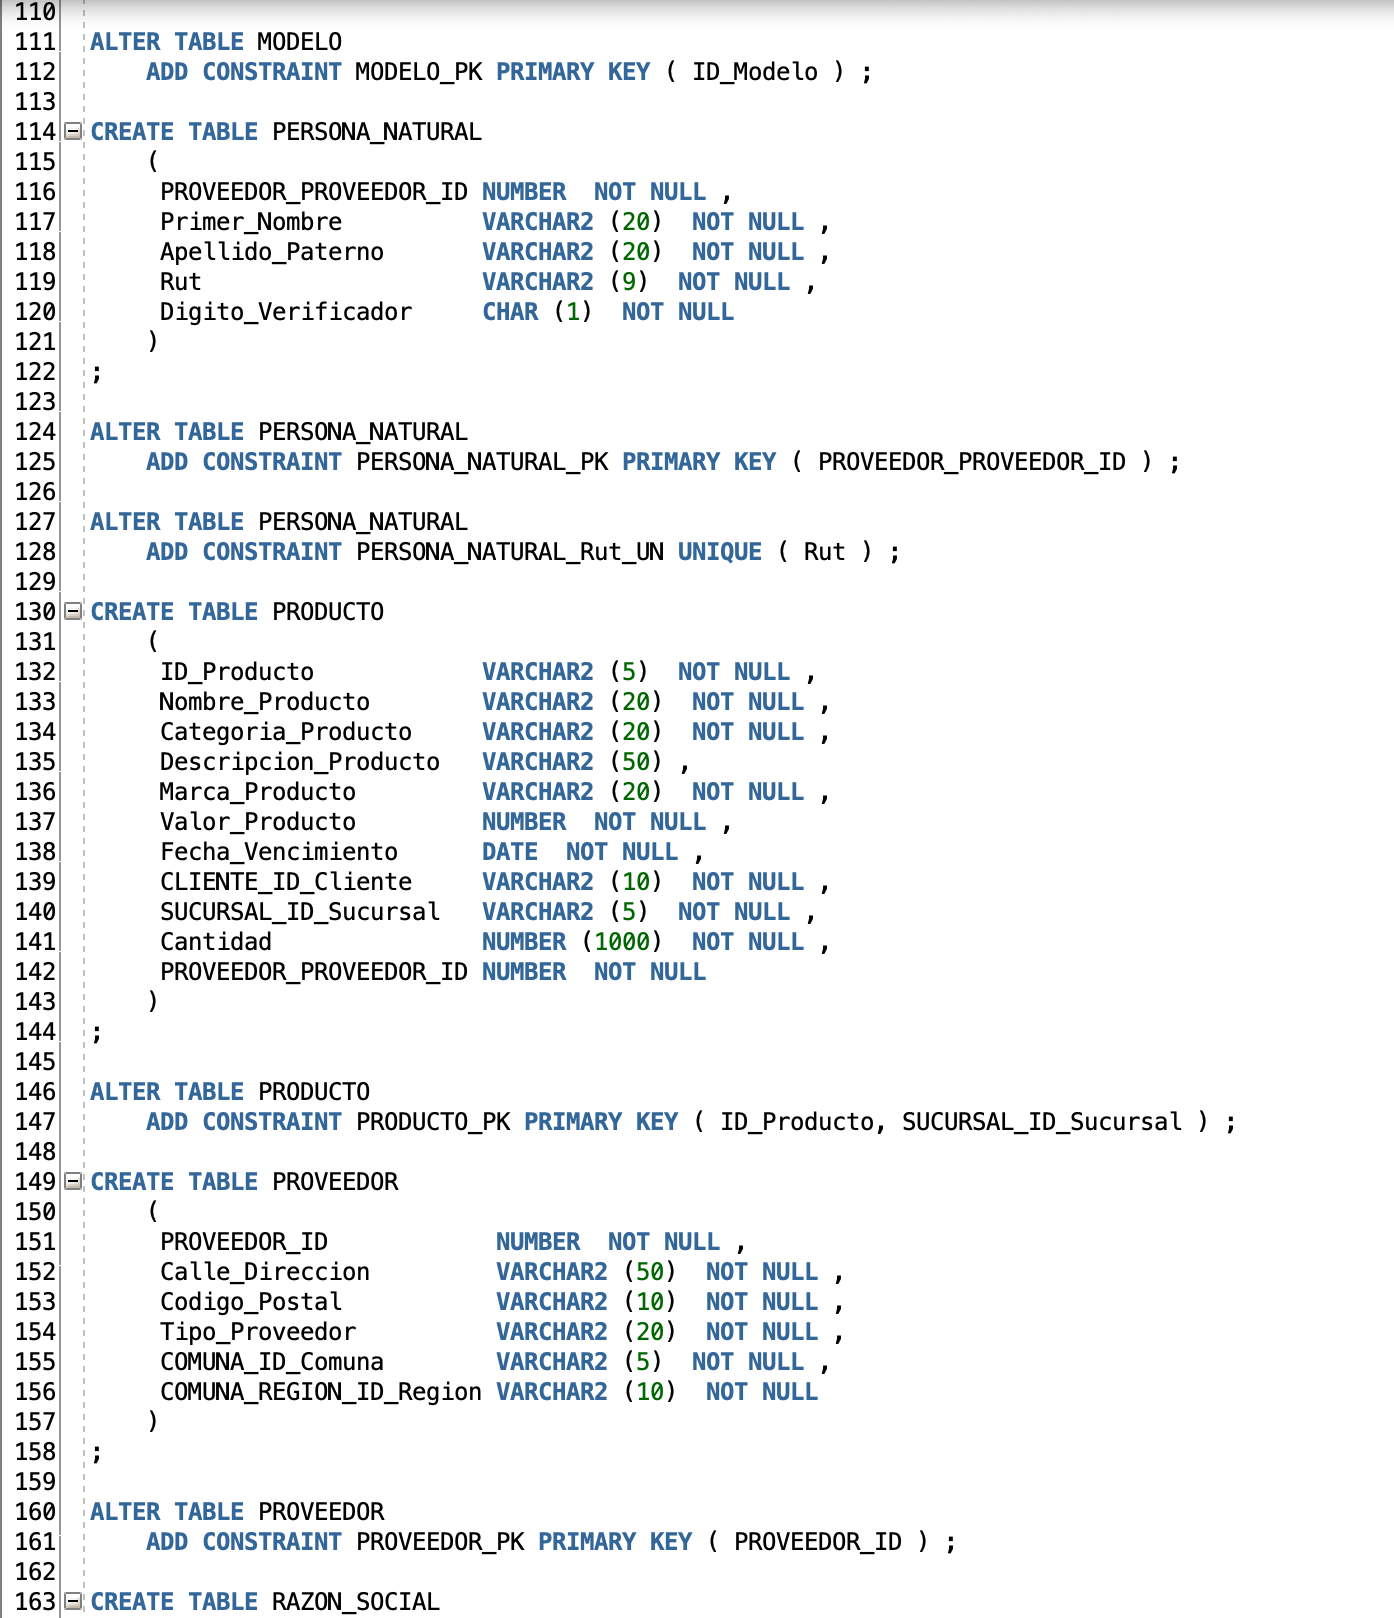 110
111 ALTER TABLE MODELO
112     ADD CONSTRAINT MODELO_PK PRIMARY KEY ( ID_Modelo ) ;
113
114 CREATE TABLE PERSONA_NATURAL
115     (
116      PROVEEDOR_PROVEEDOR_ID NUMBER  NOT NULL ,
117      Primer_Nombre          VARCHAR2 (20)  NOT NULL ,
118      Apellido_Paterno       VARCHAR2 (20)  NOT NULL ,
119      Rut                    VARCHAR2 (9)  NOT NULL ,
120      Digito_Verificador     CHAR (1)  NOT NULL
121     )
122 ;
123
124 ALTER TABLE PERSONA_NATURAL
125     ADD CONSTRAINT PERSONA_NATURAL_PK PRIMARY KEY ( PROVEEDOR_PROVEEDOR_ID ) ;
126
127 ALTER TABLE PERSONA_NATURAL
128     ADD CONSTRAINT PERSONA_NATURAL_Rut_UN UNIQUE ( Rut ) ;
129
130 CREATE TABLE PRODUCTO
131     (
132      ID_Producto            VARCHAR2 (5)  NOT NULL ,
133      Nombre_Producto        VARCHAR2 (20)  NOT NULL ,
134      Categoria_Producto     VARCHAR2 (20)  NOT NULL ,
135      Descripcion_Producto   VARCHAR2 (50) ,
136      Marca_Producto         VARCHAR2 (20)  NOT NULL ,
137      Valor_Producto         NUMBER  NOT NULL ,
138      Fecha_Vencimiento      DATE  NOT NULL ,
139      CLIENTE_ID_Cliente     VARCHAR2 (10)  NOT NULL ,
140      SUCURSAL_ID_Sucursal   VARCHAR2 (5)  NOT NULL ,
141      Cantidad               NUMBER (1000)  NOT NULL ,
142      PROVEEDOR_PROVEEDOR_ID NUMBER  NOT NULL
143     )
144 ;
145
146 ALTER TABLE PRODUCTO
147     ADD CONSTRAINT PRODUCTO_PK PRIMARY KEY ( ID_Producto, SUCURSAL_ID_Sucursal ) ;
148
149 CREATE TABLE PROVEEDOR
150     (
151      PROVEEDOR_ID            NUMBER  NOT NULL ,
152      Calle_Direccion         VARCHAR2 (50)  NOT NULL ,
153      Codigo_Postal           VARCHAR2 (10)  NOT NULL ,
154      Tipo_Proveedor          VARCHAR2 (20)  NOT NULL ,
155      COMUNA_ID_Comuna        VARCHAR2 (5)  NOT NULL ,
156      COMUNA_REGION_ID_Region VARCHAR2 (10)  NOT NULL
157     )
158 ;
159
160 ALTER TABLE PROVEEDOR
161     ADD CONSTRAINT PROVEEDOR_PK PRIMARY KEY ( PROVEEDOR_ID ) ;
162
163 CREATE TABLE RAZON_SOCIAL